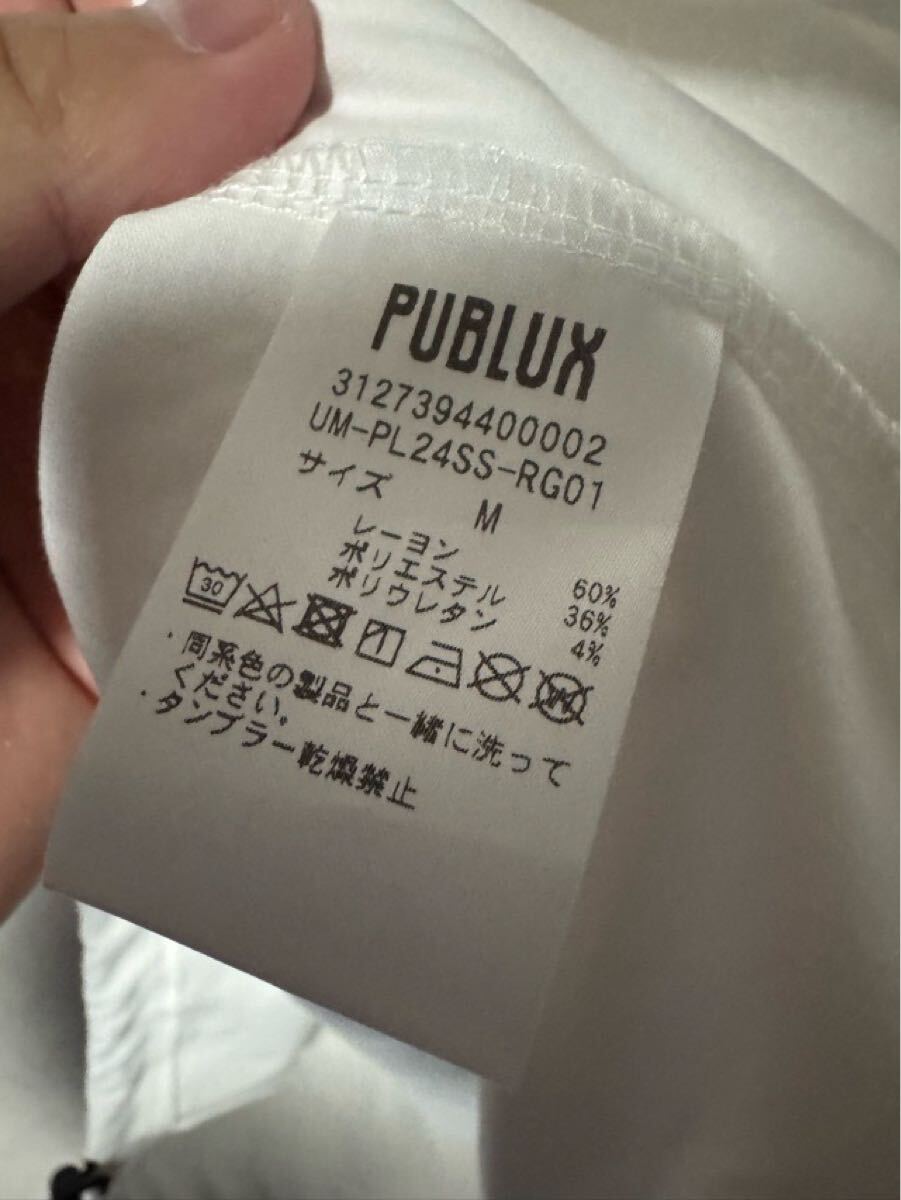 PUBLUX
3127394400002
UM-PL24SS-RG01
サイズ M
レーヨン 60%
ポリエステル 36%
ポリウレタン 4%
30
・同系色の製品と一緒に洗って
ください。
・タンブラー乾燥禁止